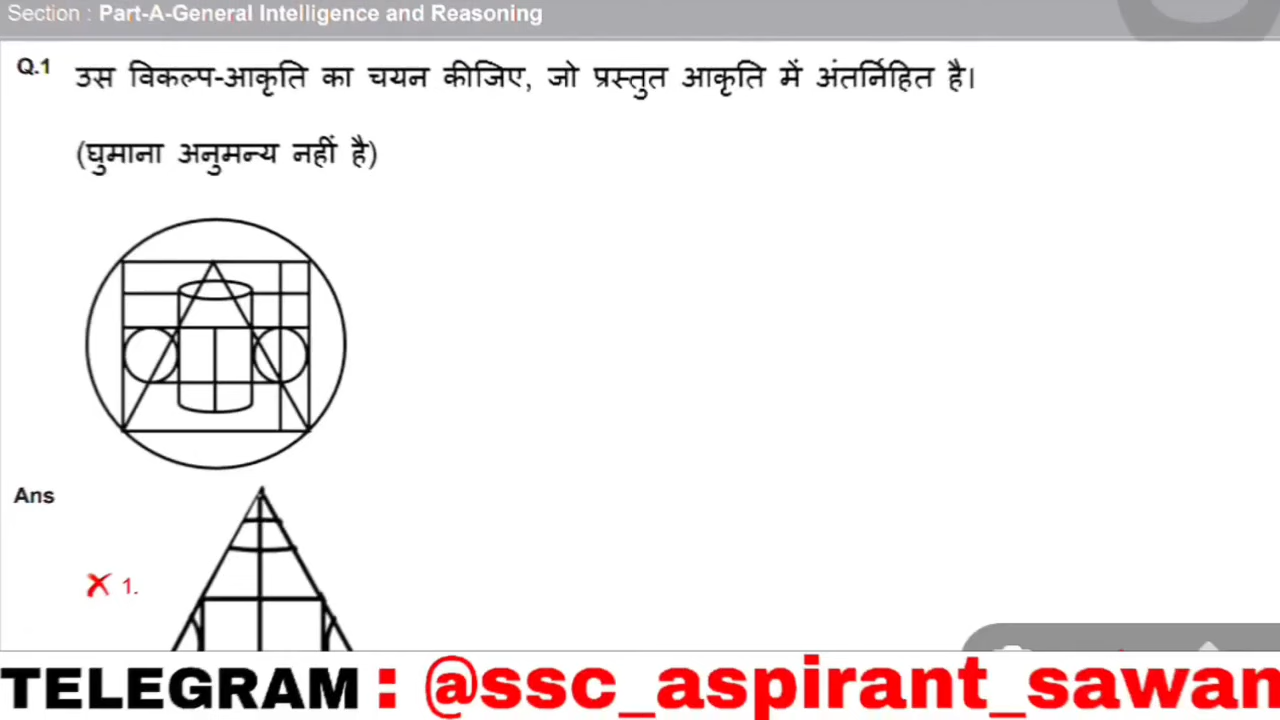 Section : Part-A-General Intelligence and Reasoning
Q.1 उस विकल्प-आकृति का चयन कीजिए, जो प्रस्तुत आकृति में अंतर्निहित है।
(घुमाना अनुमन्य नहीं है)
Ans
1.
TELEGRAM : @ssc_aspirant_sawan